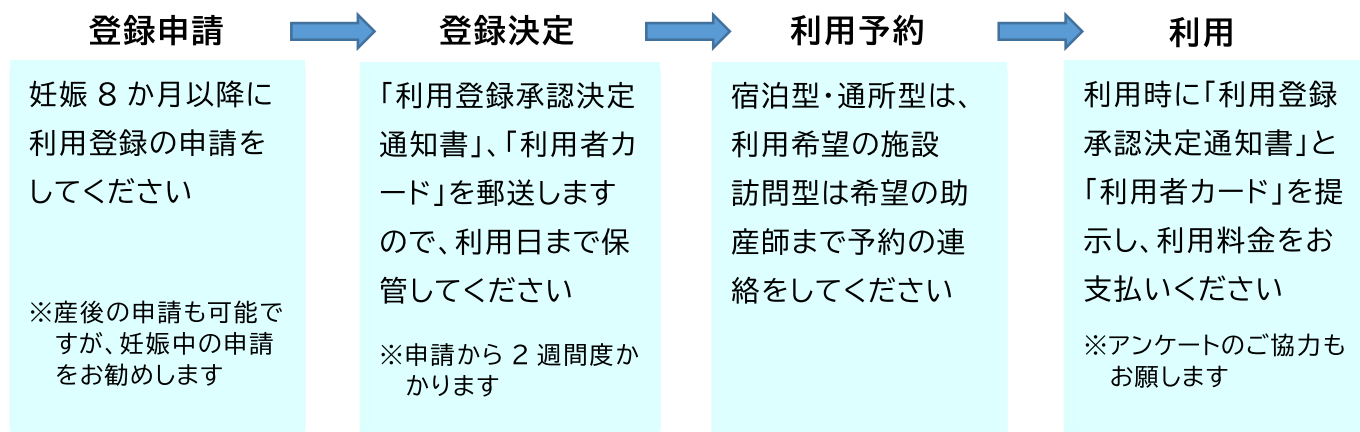 登録申請
妊娠 8 か月以降に
利用登録の申請を
してください
※産後の申請も可能で
すが、妊娠中の申請
をお勧めします
登録決定
「利用登録承認決定
通知書」、「利用者カ
ード」を郵送します
ので、利用日まで保
管してください
※申請から 2 週間度か
かります
利用予約
宿泊型・通所型は、
利用希望の施設
訪問型は希望の助
産師まで予約の連
絡をしてください
利用
利用時に「利用登録
承認決定通知書」と
「利用者カード」を提
示し、利用料金をお
支払いください
※アンケートのご協力も
お願します